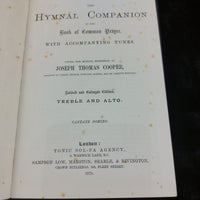 THE
HYMNAL COMPANION
TO THE
Book of Common Prayer,
WITH ACCOMPANYING TUNES.
UNDER THE MUSICAL EDITORSHIP OF
JOSEPH THOMAS COOPER,
Revised and Enlarged Edition.
TREBLE AND ALTO.
CANTATE DOMINO.
London:
TONIC SOL-FA AGENCY,
SAMPSON LOW, MARSTON, SEARLE, & RIVINGTON,
CROWN BUILDINGS, 188, FLEET STREET.